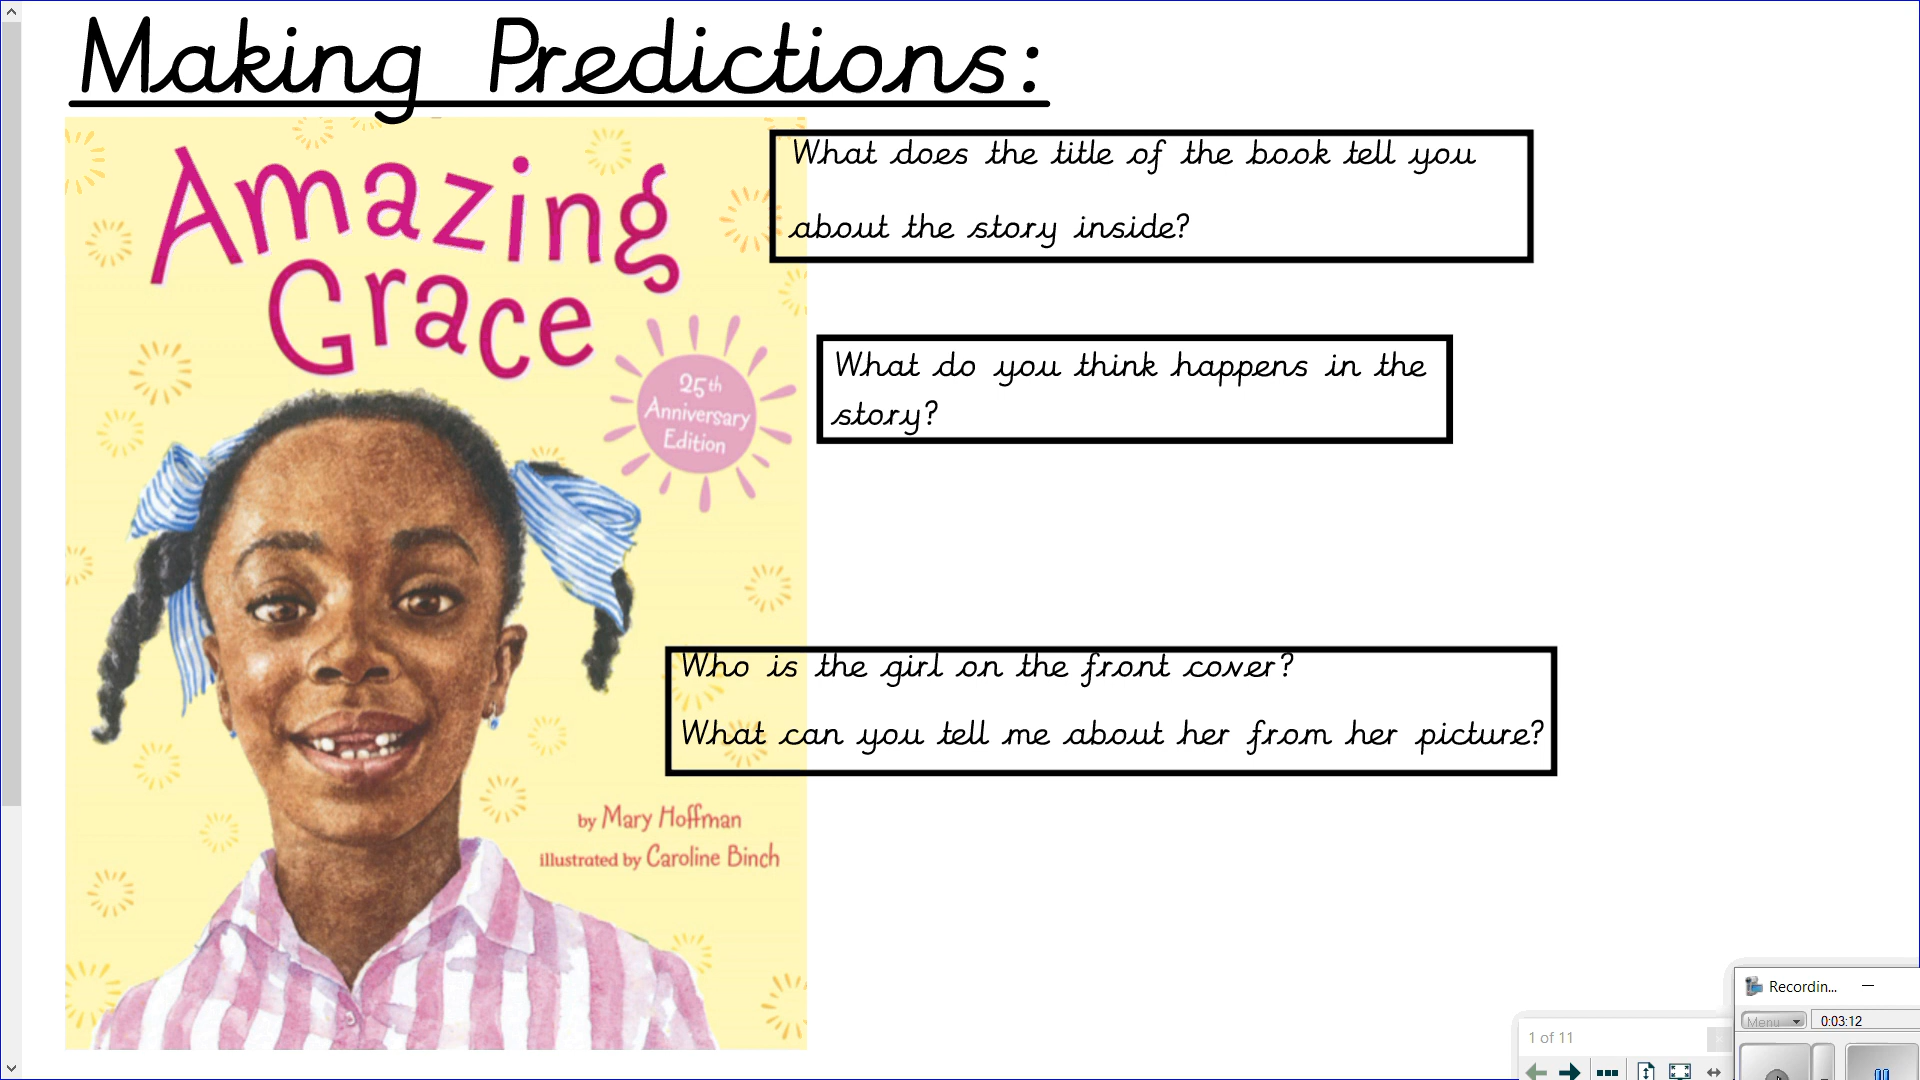 Making Predictions:
Amazing
Grace
25th
Anniversary
Edition
by Mary Hoffman
illustrated by Caroline Binch
What does the title of the book tell you
about the story inside?
What do you think happens in the
story?
Who is the girl on the front cover?
What can you tell me about her from her picture?
Recordin...
Menu
0:03:12
1 of 11